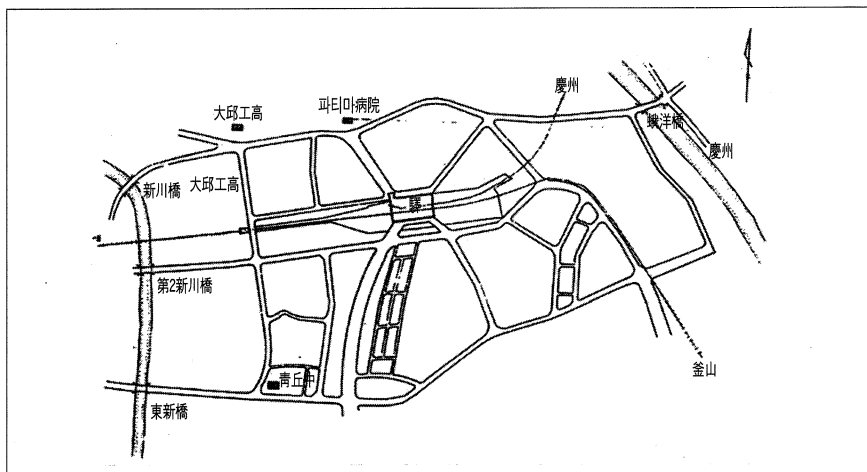 慶州
大邱工高
파티마病院
蛾洋橋
慶州
新川橋
大邱工高
驛
第2新川橋
釜山
靑丘中
東新橋